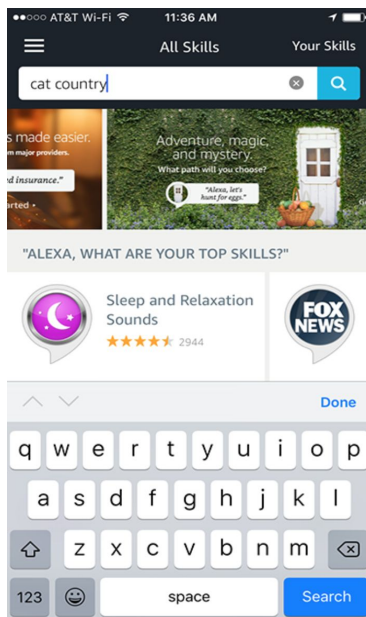 ●●○○○ AT&T Wi-Fi 11:36 AM
All Skills
Your Skills
cat country
s made easier.
m major providers.
d insurance."
arted •
Adventure, magic,
and mystery.
What path will you choose?
"Alexa, let's
hunt for eggs."
"ALEXA, WHAT ARE YOUR TOP SKILLS?"
Sleep and Relaxation
Sounds
2944
FOX
NEWS
Done
q w e r t y u i o p
a s d f g h j k l
z x c v b n m
123 space Search